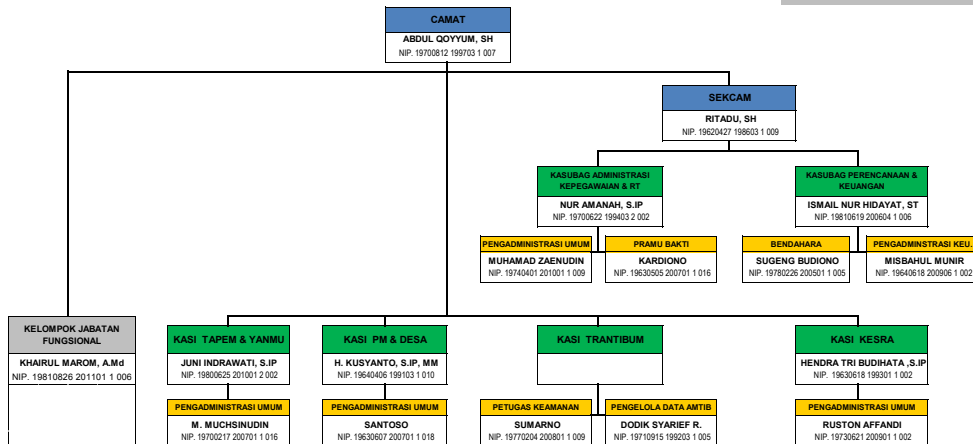 CAMAT
ABDUL QOYYUM, SH
NIP. 19700812 199703 1 007
SEKCAM
RITADU, SH
NIP. 19620427 198603 1 009
KASUBAG ADMINISTRASI
KEPEGAWAIAN & RT
NUR AMANAH, S.IP
NIP. 19700622 199403 2 002
KASUBAG PERENCANAAN &
KEUANGAN
ISMAIL NUR HIDAYAT, ST
NIP. 19810619 200604 1 006
PENGADMINISTRASI UMUM
MUHAMAD ZAENUDIN
NIP. 19740401 201001 1 009
PRAMU BAKTI
KARDIONO
NIP. 19630505 200701 1 016
BENDAHARA
SUGENG BUDIONO
NIP. 19780226 200501 1 005
PENGADMINSTRASI KEU.
MISBAHUL MUNIR
NIP. 19640618 200906 1 002
KELOMPOK JABATAN
FUNGSIONAL
KHAIRUL MAROM, A.Md
NIP. 19810826 201101 1 006
KASI TAPEM & YANMU
JUNI INDRAWATI, S.IP
NIP. 19800625 201001 2 002
KASI PM & DESA
H. KUSYANTO, S.IP, MM
NIP. 19640406 199103 1 010
KASI TRANTIBUM
KASI KESRA
HENDRA TRI BUDIHATA ,S.IP
NIP. 19630618 199301 1 002
PENGADMINISTRASI UMUM
M. MUCHSINUDIN
NIP. 19700217 200701 1 016
PENGADMINISTRASI UMUM
SANTOSO
NIP. 19630607 200701 1 018
PETUGAS KEAMANAN
SUMARNO
NIP. 19770204 200801 1 009
PENGELOLA DATA AMTIB
DODIK SYARIEF R.
NIP. 19710915 199203 1 005
PENGADMINISTRASI UMUM
RUSTON AFFANDI
NIP. 19730621 200901 1 002